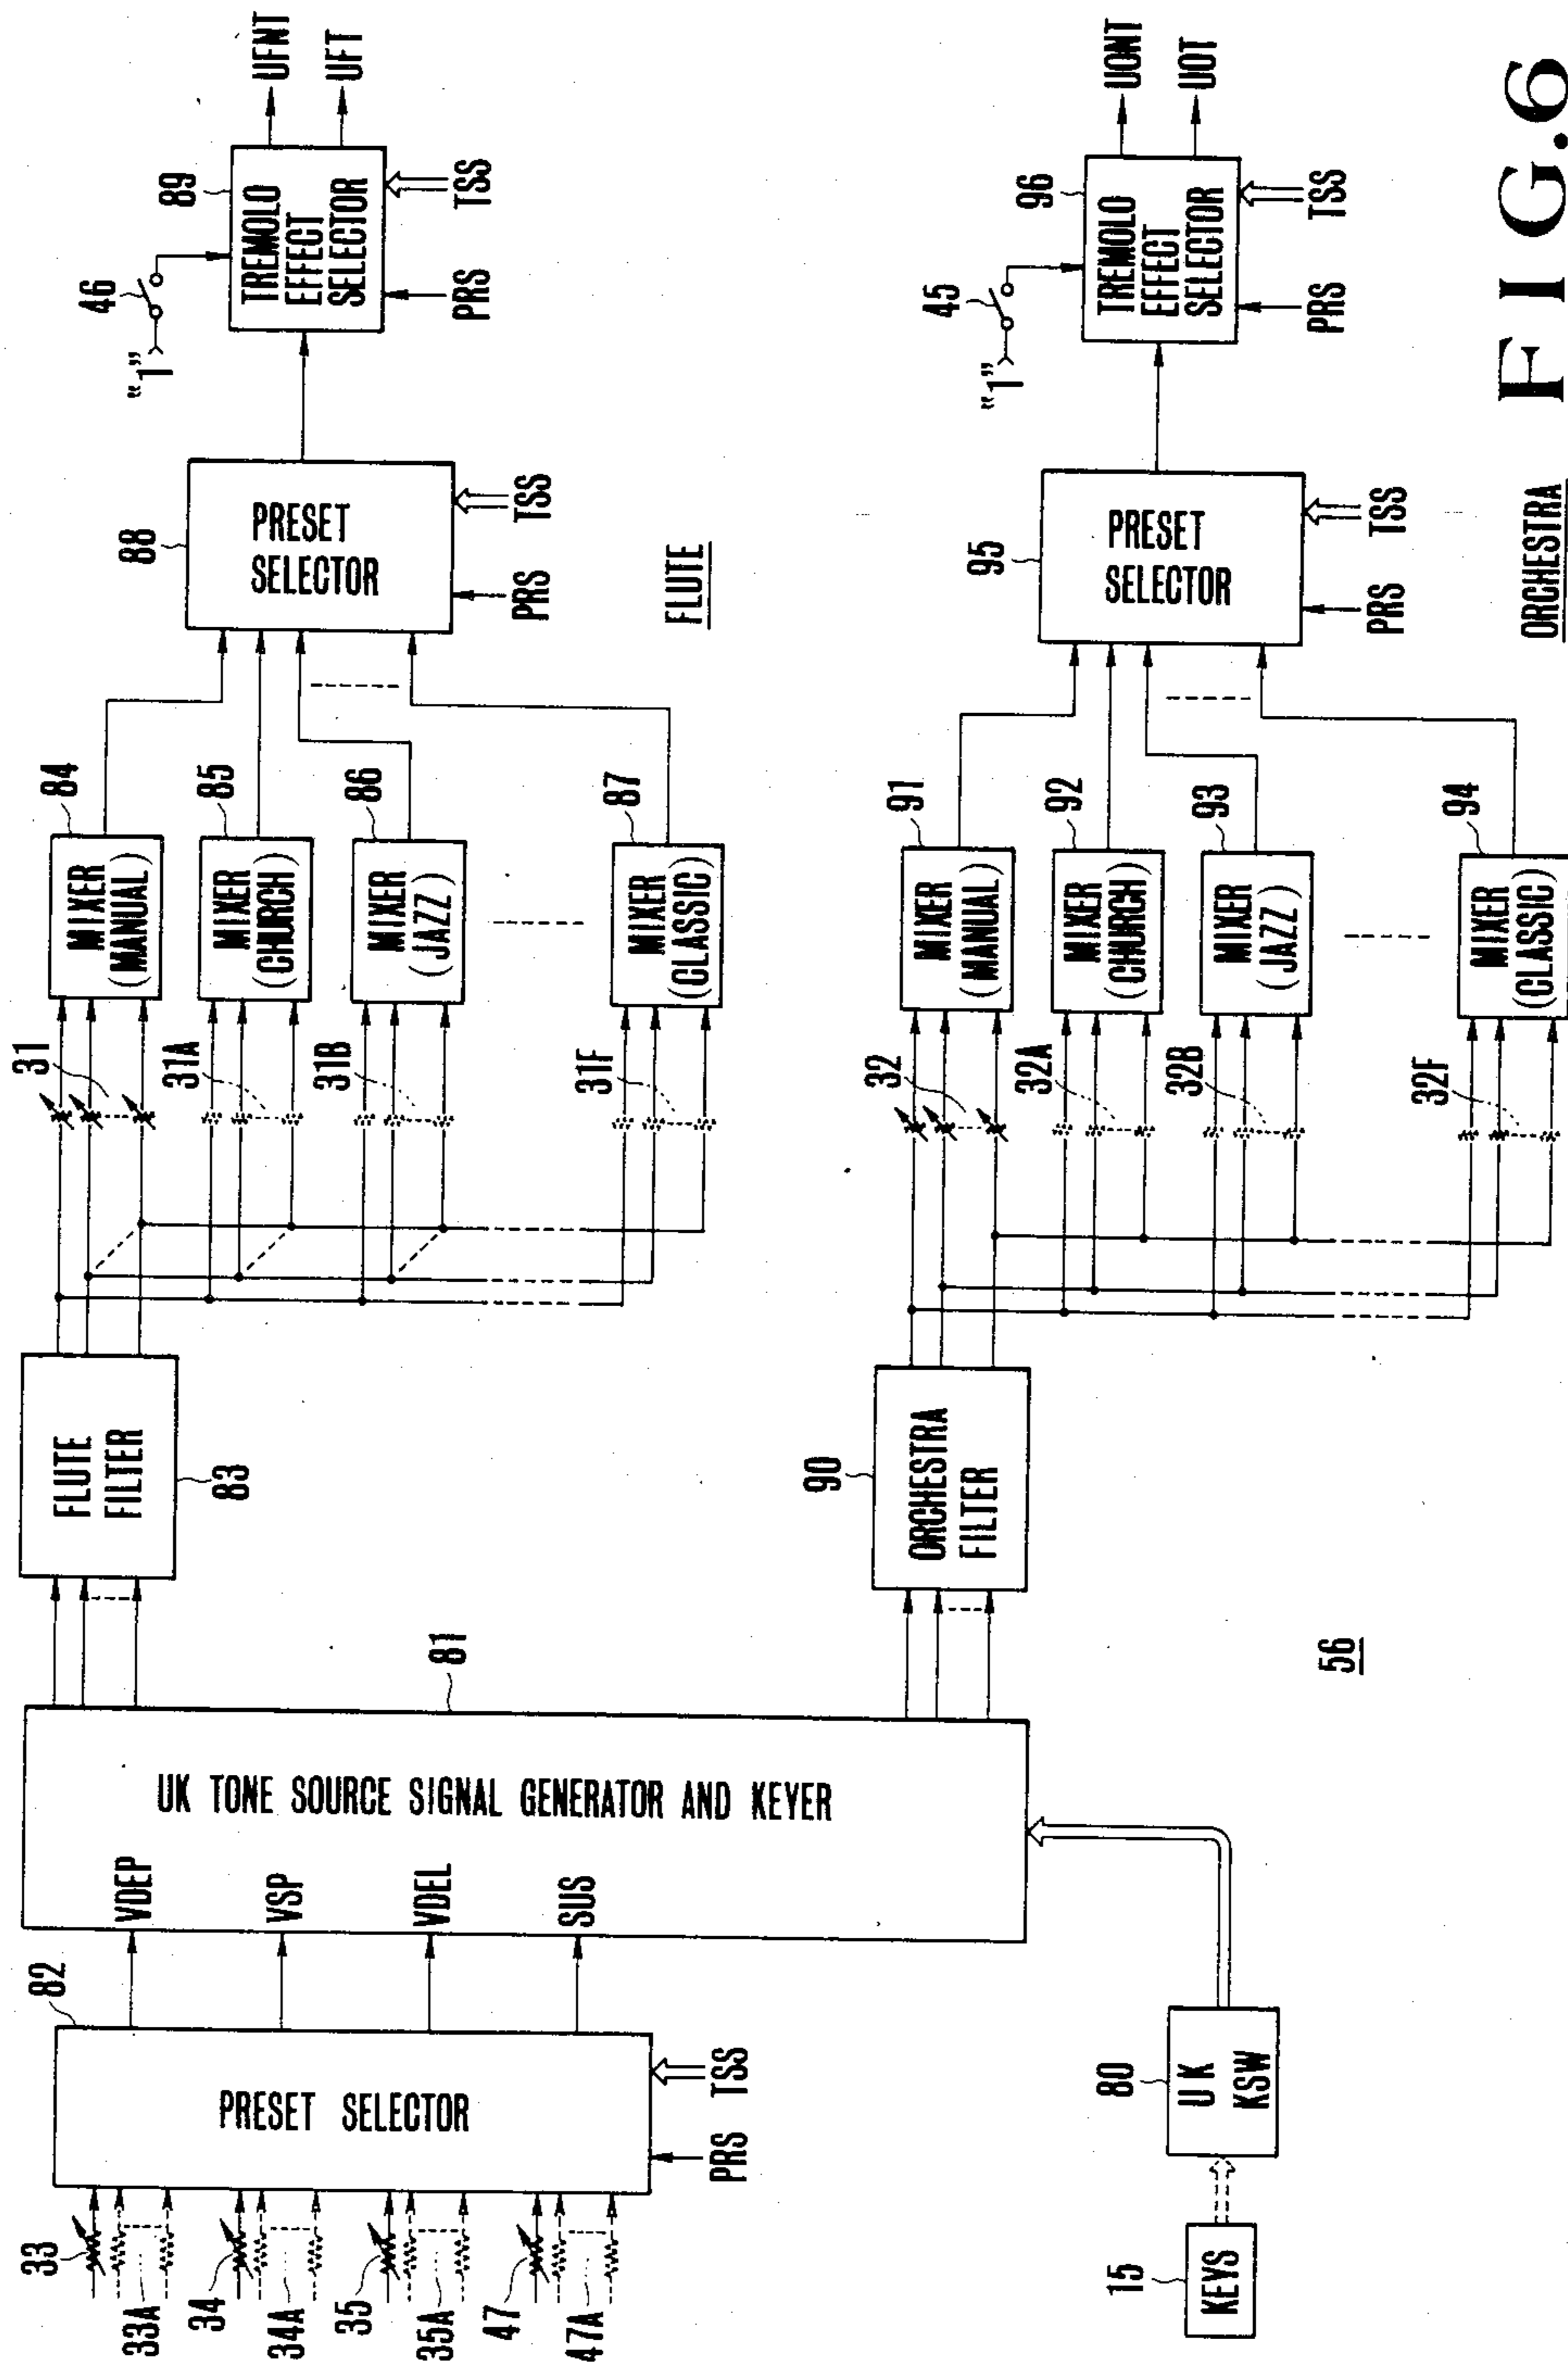 33
33A
34
34A
35
35A
47
47A
PRESET SELECTOR
82
PRS
TSS
VDEP
VSP
VDEL
SUS
UK TONE SOURCE SIGNAL GENERATOR AND KEYER
81
15
KEYS
80
UK
KSW
56
FLUTE
FILTER
83
31
31A
31B
31F
MIXER
(MANUAL)
84
MIXER
(CHURCH)
85
MIXER
(JAZZ)
86
MIXER
(CLASSIC)
87
88
PRESET
SELECTOR
PRS
TSS
FLUTE
"1"
46
89
TREMOLO
EFFECT
SELECTOR
PRS
TSS
UFNT
UFT
90
ORCHESTRA
FILTER
32
32A
32B
32F
MIXER
(MANUAL)
91
MIXER
(CHURCH)
92
MIXER
(JAZZ)
93
MIXER
(CLASSIC)
94
95
PRESET
SELECTOR
PRS
TSS
ORCHESTRA
"1"
45
96
TREMOLO
EFFECT
SELECTOR
PRS
TSS
UONT
UOT
FIG.6